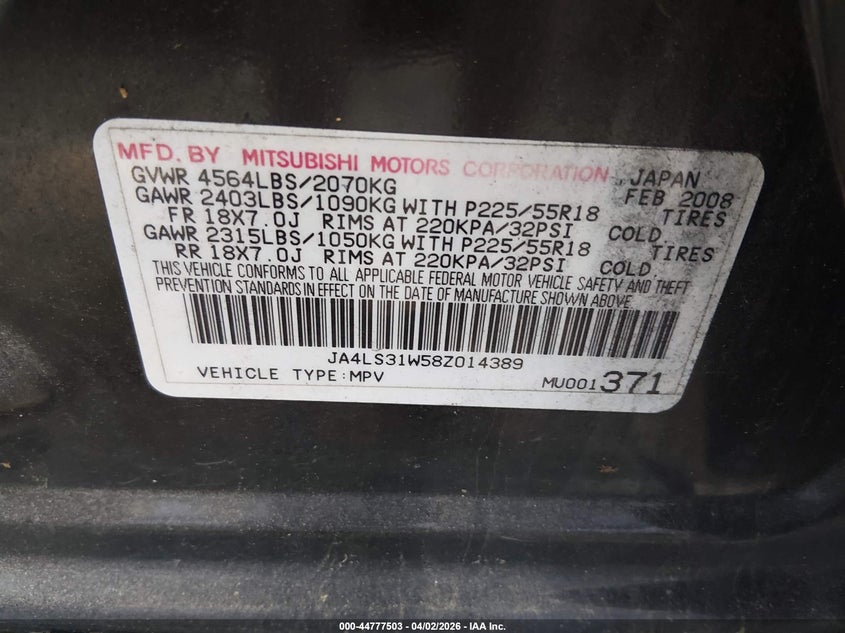 MFD. BY MITSUBISHI MOTORS CORPORATION JAPAN
GVWR 4564LBS/2070KG FEB 2008
GAWR 2403LBS/1090KG WITH P225/55R18 TIRES
FR 18X7.0J RIMS AT 220KPA/32PSI COLD
GAWR 2315LBS/1050KG WITH P225/55R18 TIRES
RR 18X7.0J RIMS AT 220KPA/32PSI COLD
THIS VEHICLE CONFORMS TO ALL APPLICABLE FEDERAL MOTOR VEHICLE SAFETY AND THEFT
PREVENTION STANDARDS IN EFFECT ON THE DATE OF MANUFACTURE SHOWN ABOVE
JA4LS31W58Z014389
VEHICLE TYPE:MPV MU001371
000-44777503 - 04/02/2026 - IAA Inc.